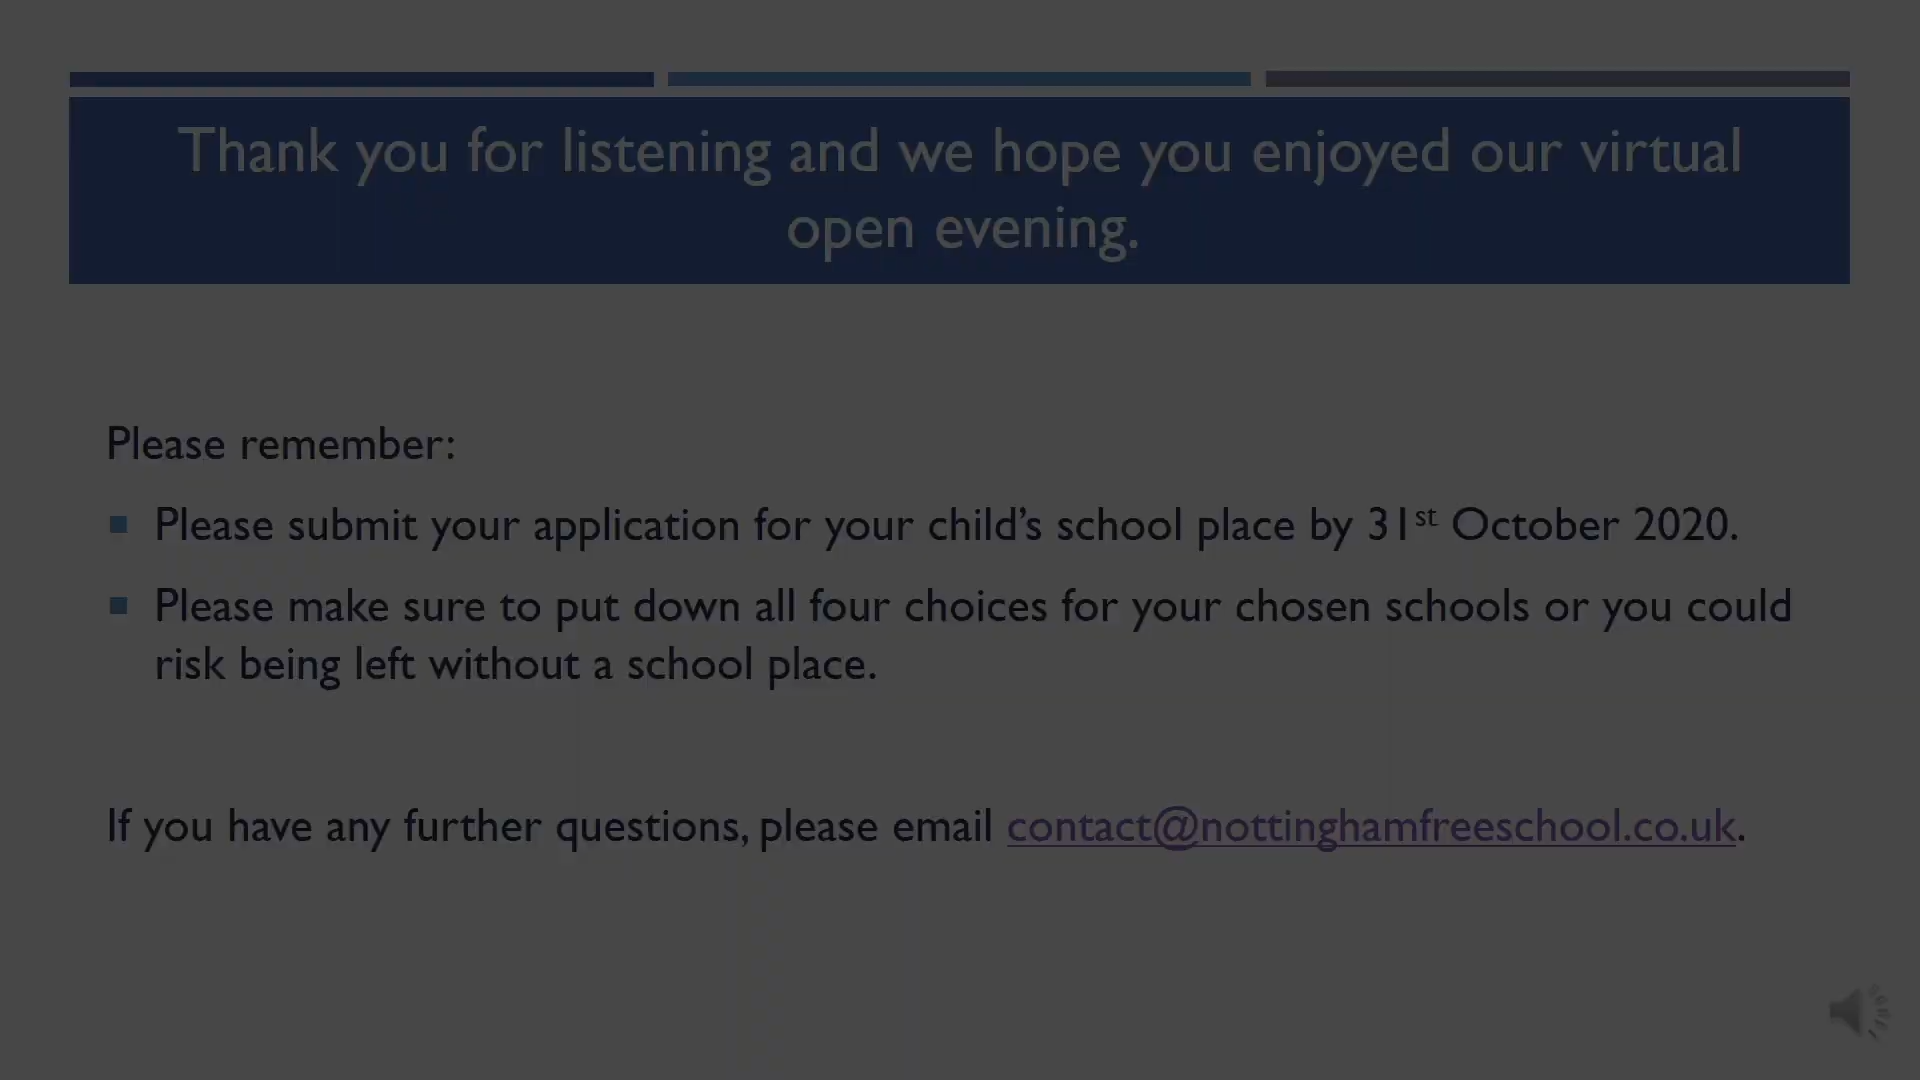 Thank you for listening and we hope you enjoyed our virtual
open evening.
Please remember:
Please submit your application for your child’s school place by 31st October 2020.
Please make sure to put down all four choices for your chosen schools or you could
risk being left without a school place.
If you have any further questions, please email contact@nottinghamfreeschool.co.uk.